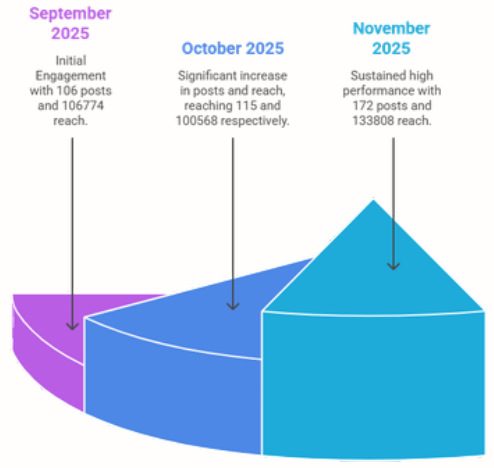 September
2025
Initial
Engagement
with 106 posts
and 106774
reach.
October 2025
Significant increase
in posts and reach,
reaching 115 and
100568 respectively.
November
2025
Sustained high
performance with
172 posts and
133808 reach.